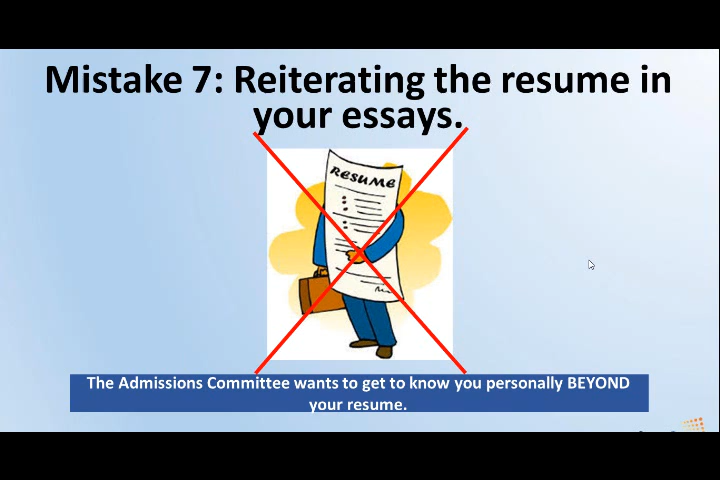 Mistake 7: Reiterating the resume in
your essays.
RESUME
The Admissions Committee wants to get to know you personally BEYOND
your resume.